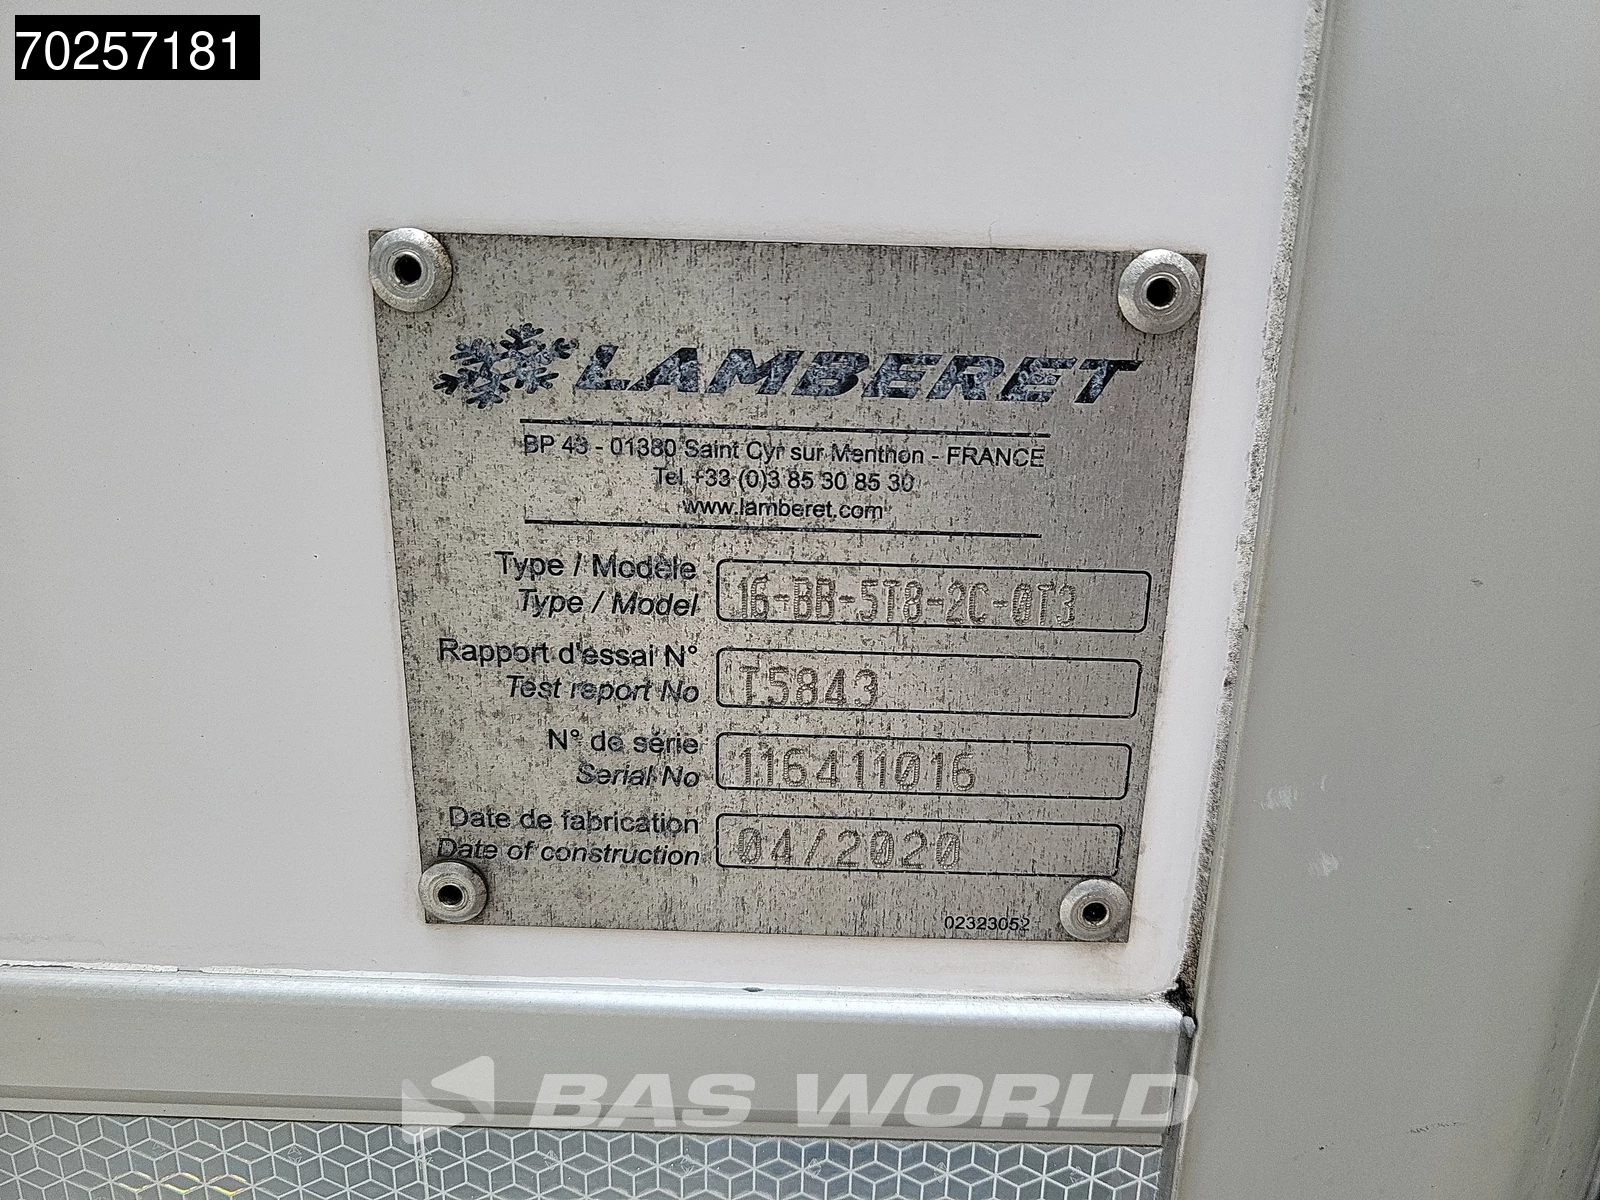 70257181
LAMBERET
BP 43 - 01380 Saint Cyr sur Menthon - FRANCE
Tel +33 (0)3 85 30 85 30
www.lamberet.com
Type / Modèle
Type / Model
16-BB-5T8-2C-0T3
Rapport d'essai N°
Test report No
T5843
N° de série
Serial No
116411016
Date de fabrication
Date of construction
04/2020
02323052
BAS WORLD